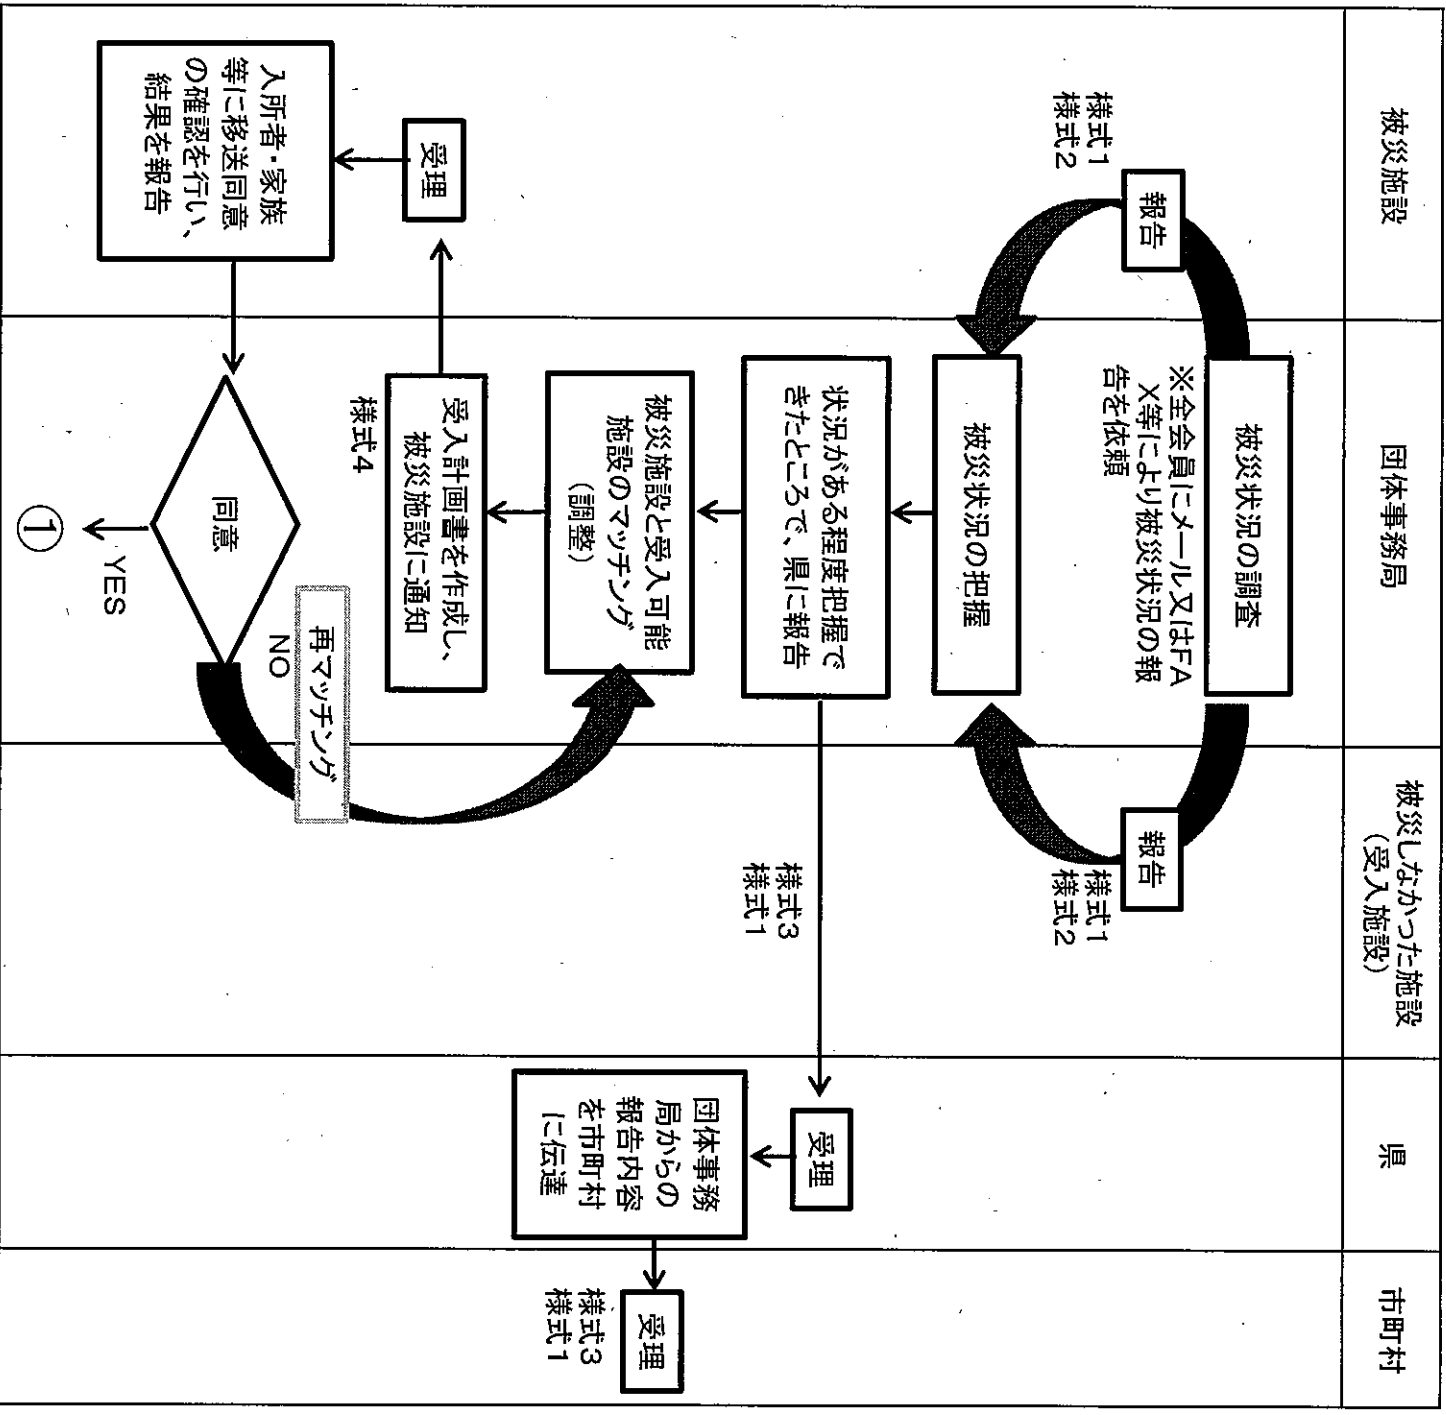 被災施設
団体事務局
被災しなかった施設
(受入施設)
県
市町村
被災状況の調査
※全会員にメール又はFA
X等により被災状況の報
告を依頼
報告
様式1
様式2
報告
様式1
様式2
被災状況の把握
状況がある程度把握で
きたところで、県に報告
様式3
様式1
受理
団体事務
局からの
報告内容
を市町村
に伝達
受理
様式3
様式1
被災施設と受入可能
施設のマッチング
(調整)
受入計画書を作成し、
被災施設に通知
様式4
受理
入所者・家族
等に移送同意
の確認を行い、
結果を報告
同意
NO
再マッチング
YES
①